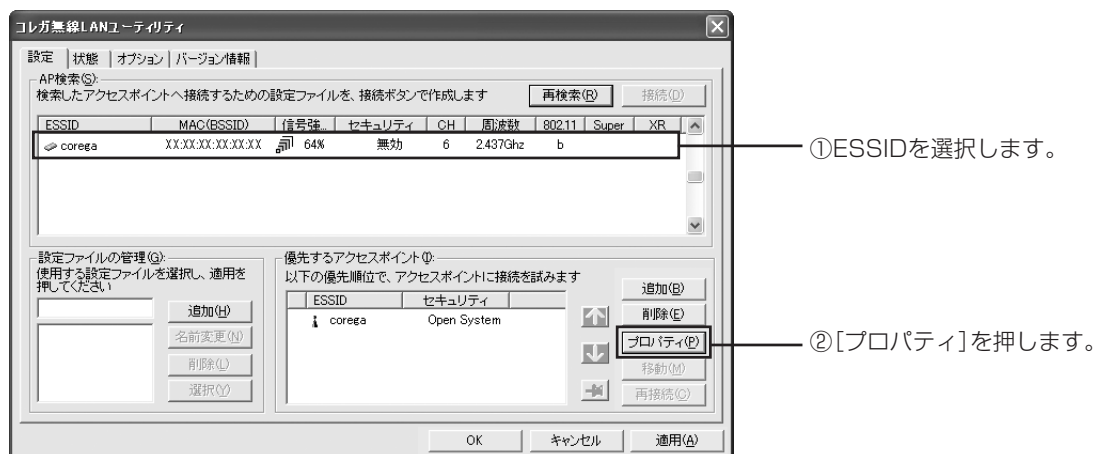 コレガ無線LANユーティリティ
設定 状態 オプション バージョン情報
AP検索(S):
検索したアクセスポイントへ接続するための設定ファイルを、接続ボタンで作成します 再検索(R) 接続(O)
ESSID MAC(BSSID) 信号強... セキュリティ CH 周波数 802.11 Super XR
corega XX:XX:XX:XX:XX:XX 64% 無効 6 2.437Ghz b
①ESSIDを選択します。
設定ファイルの管理(G):
使用する設定ファイルを選択し、適用を
押してください
追加(H)
名前変更(N)
削除(L)
選択(Y)
優先するアクセスポイント(I):
以下の優先順位で、アクセスポイントに接続を試みます
ESSID セキュリティ
corega Open System
追加(B)
削除(E)
プロパティ(P)
移動(M)
再接続(C)
②[プロパティ]を押します。
OK キャンセル 適用(A)